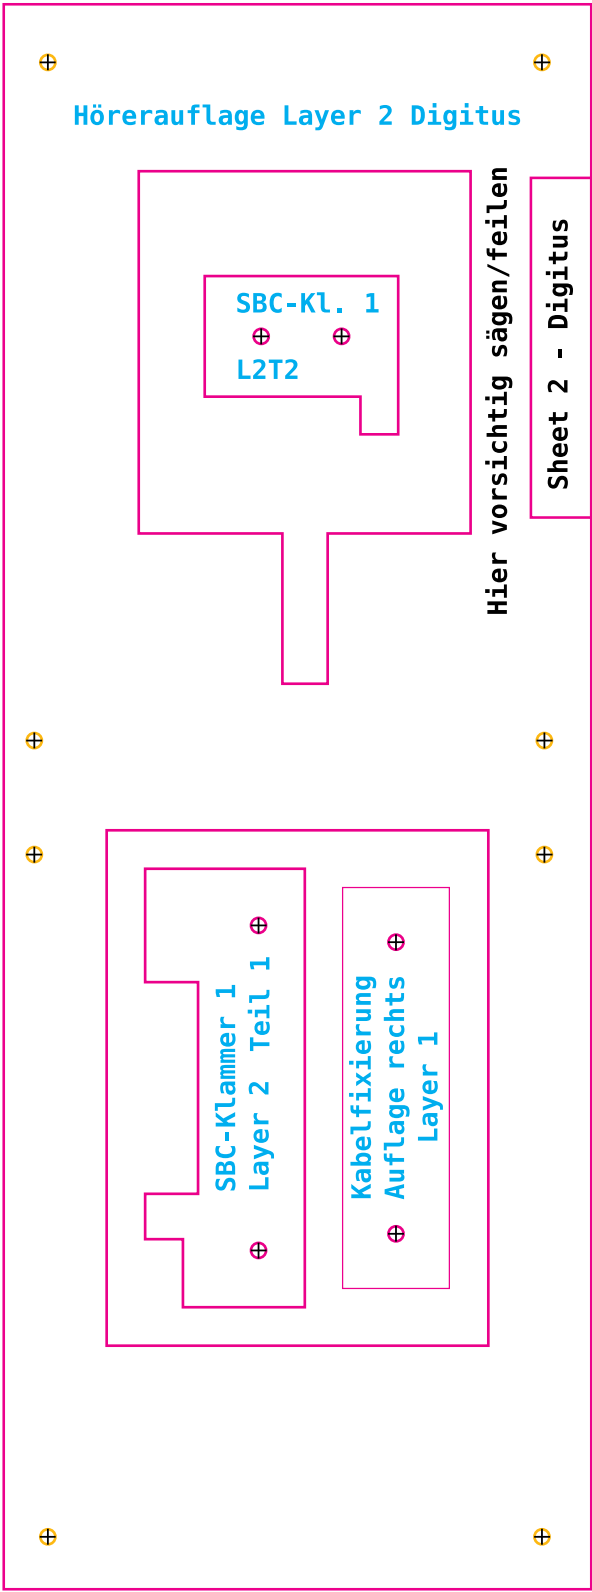 Hörerauflage Layer 2 Digitus
SBC-Kl. 1
L2T2
Hier vorsichtig sägen/feilen
Sheet 2 - Digitus
SBC-Klammer 1
Layer 2 Teil 1
Kabelfixierung
Auflage rechts
Layer 1